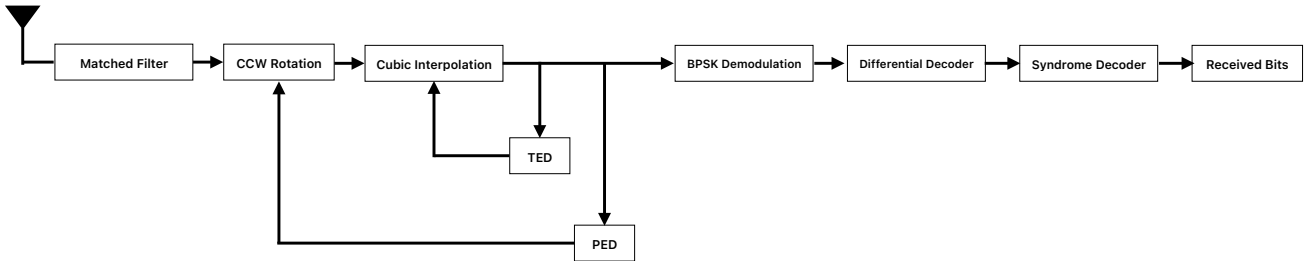 Matched Filter
CCW Rotation
Cubic Interpolation
BPSK Demodulation
Differential Decoder
Syndrome Decoder
Received Bits
TED
PED